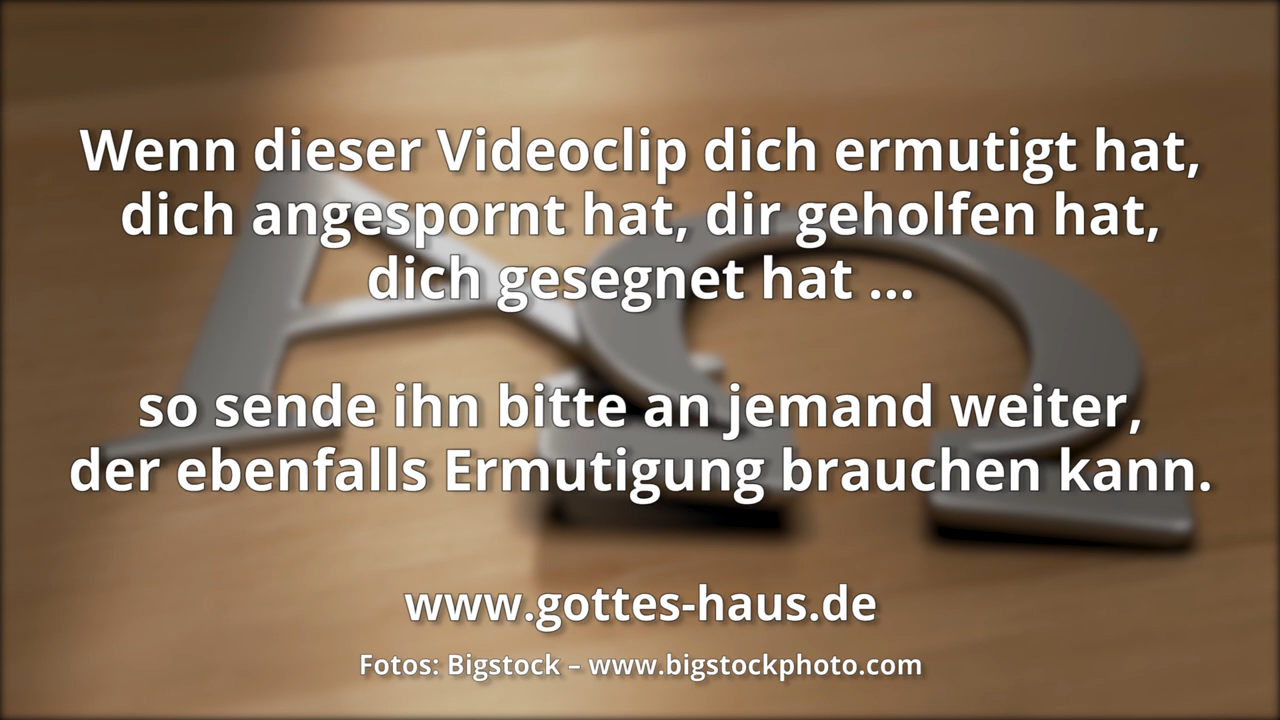 Wenn dieser Videoclip dich ermutigt hat,
dich angespornt hat, dir geholfen hat,
dich gesegnet hat ...
so sende ihn bitte an jemand weiter,
der ebenfalls Ermutigung brauchen kann.
www.gottes-haus.de
Fotos: Bigstock – www.bigstockphoto.com